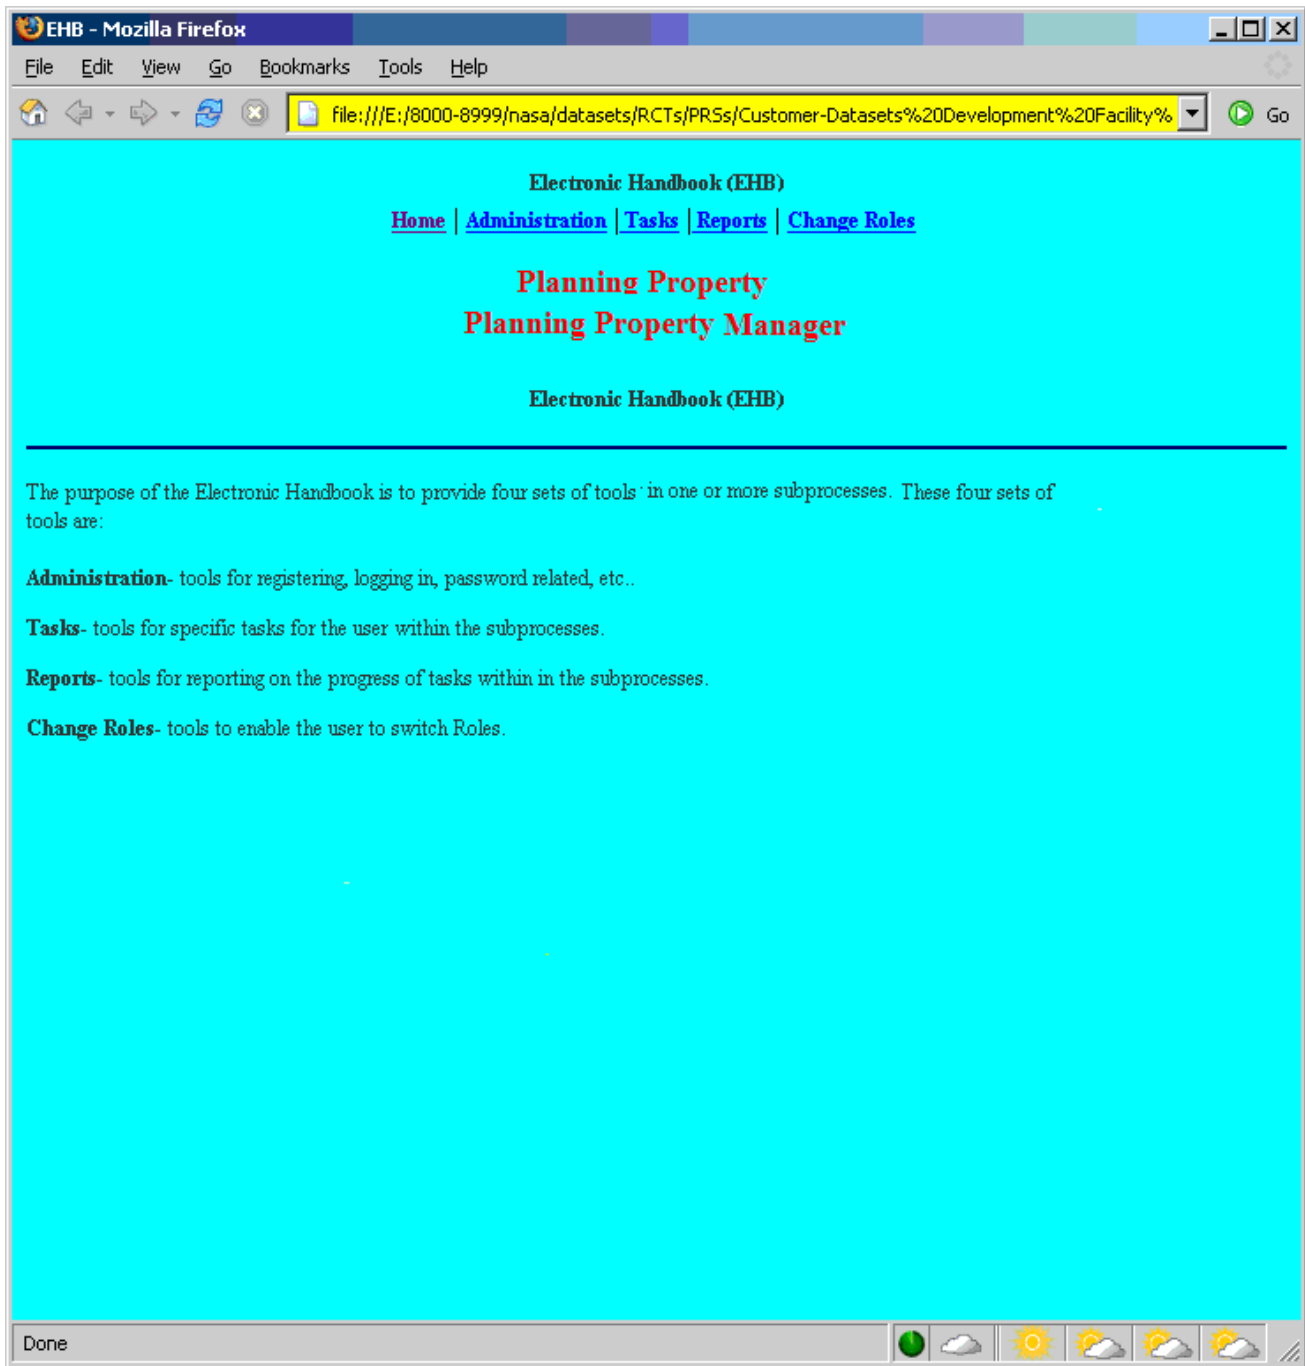 EHB - Mozilla Firefox
File Edit View Go Bookmarks Tools Help
file:///E:/8000-8999/nasa/datasets/RCTs/PRSs/Customer-Datasets%20Development%20Facility% Go
Electronic Handbook (EHB)
Home | Administration | Tasks | Reports | Change Roles
Planning Property
Planning Property Manager
Electronic Handbook (EHB)
The purpose of the Electronic Handbook is to provide four sets of tools in one or more subprocesses. These four sets of
tools are:
Administration- tools for registering, logging in, password related, etc..
Tasks- tools for specific tasks for the user within the subprocesses.
Reports- tools for reporting on the progress of tasks within in the subprocesses.
Change Roles- tools to enable the user to switch Roles.
Done